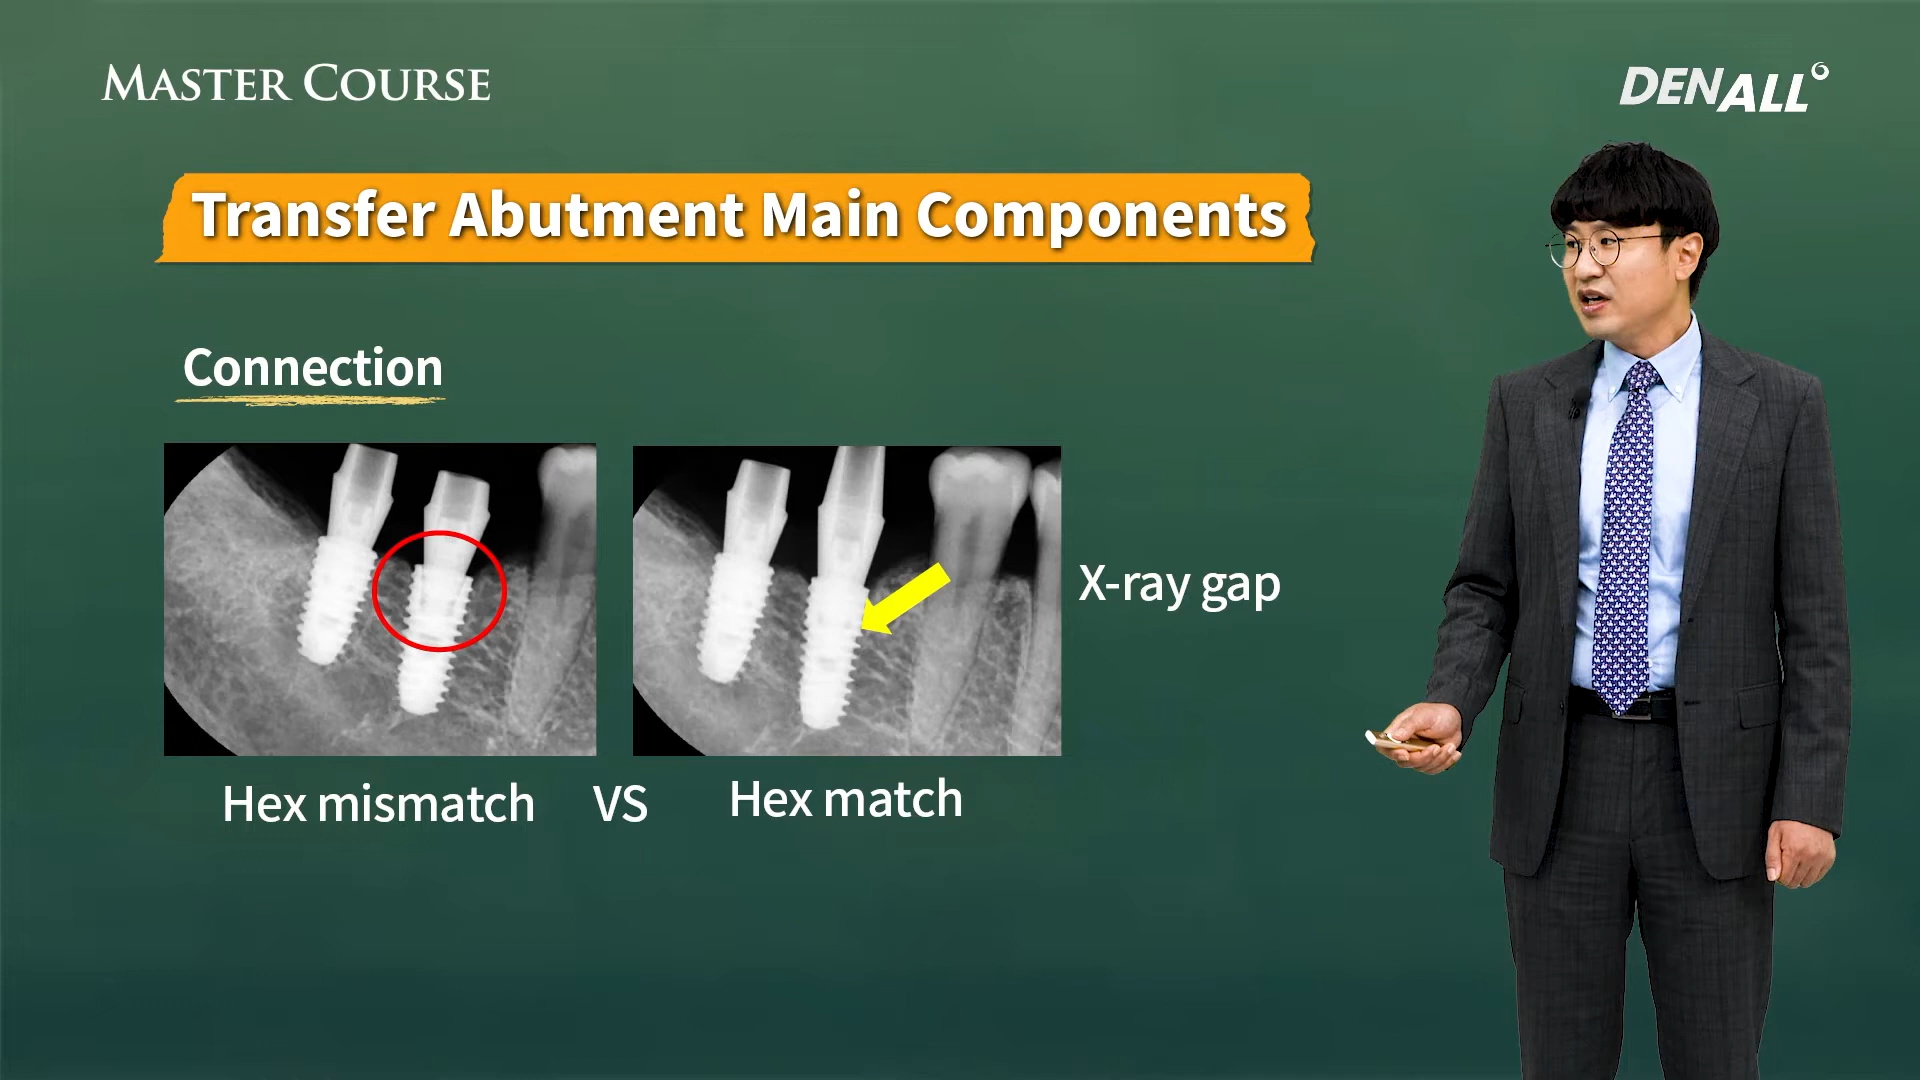 MASTER COURSE
DENALL
Transfer Abutment Main Components
Connection
X-ray gap
Hex mismatch VS Hex match